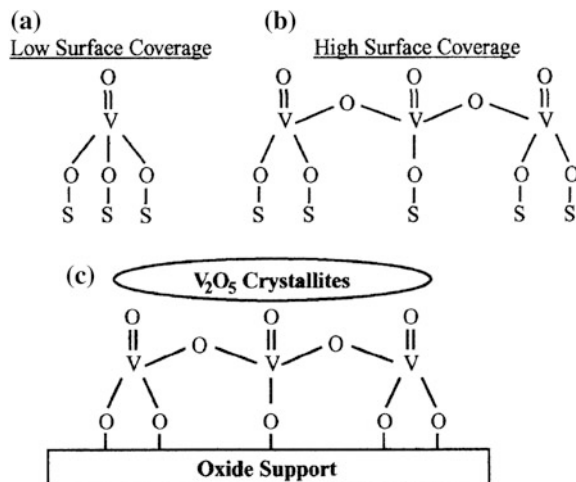 (a) (b)
Low Surface Coverage High Surface Coverage
O O O O
O O
V V V V
O O O O O O O O
S S S S S S S S
(c)
V₂O₅ Crystallites
O O O
O O
V V V
O O O O O
Oxide Support